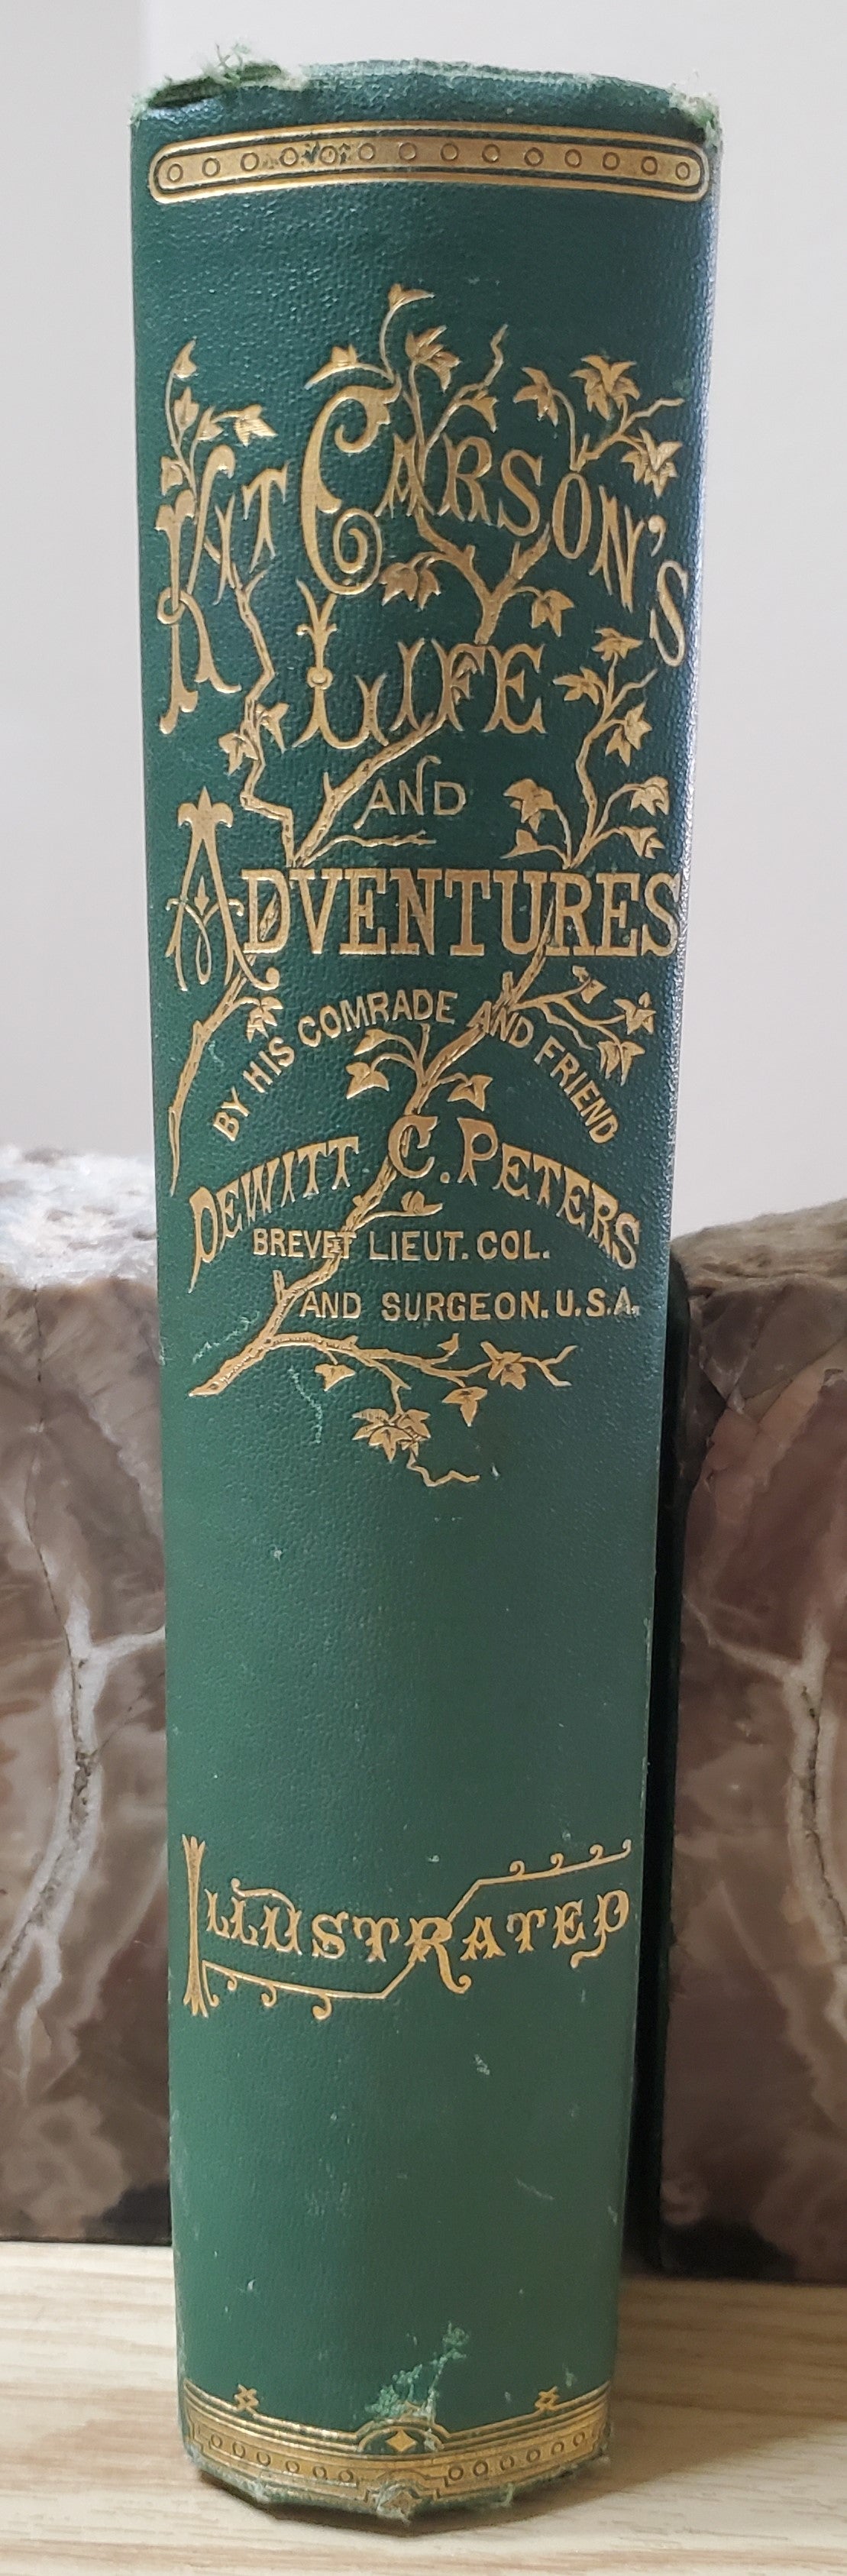 KIT CARSON'S
LIFE
AND
ADVENTURES
BY HIS COMRADE AND FRIEND
DEWITT C. PETERS
BREVET LIEUT. COL.
AND SURGEON. U.S.A.
ILLUSTRATED